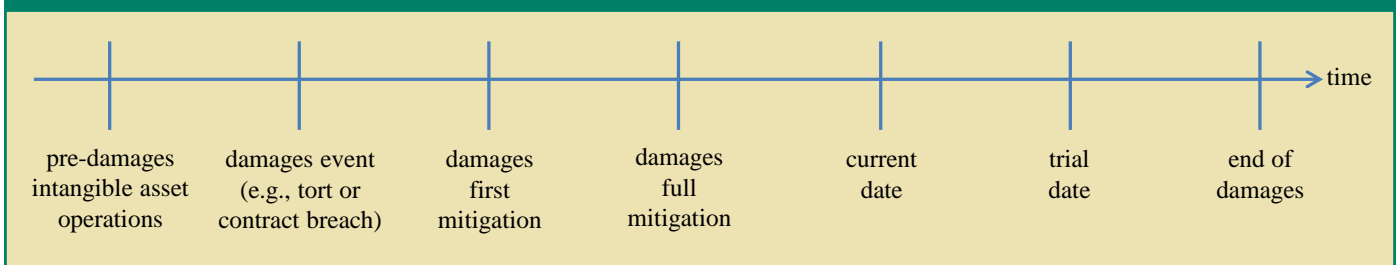 time
pre-damages
intangible asset
operations
damages event
(e.g., tort or
contract breach)
damages
first
mitigation
damages
full
mitigation
current
date
trial
date
end of
damages